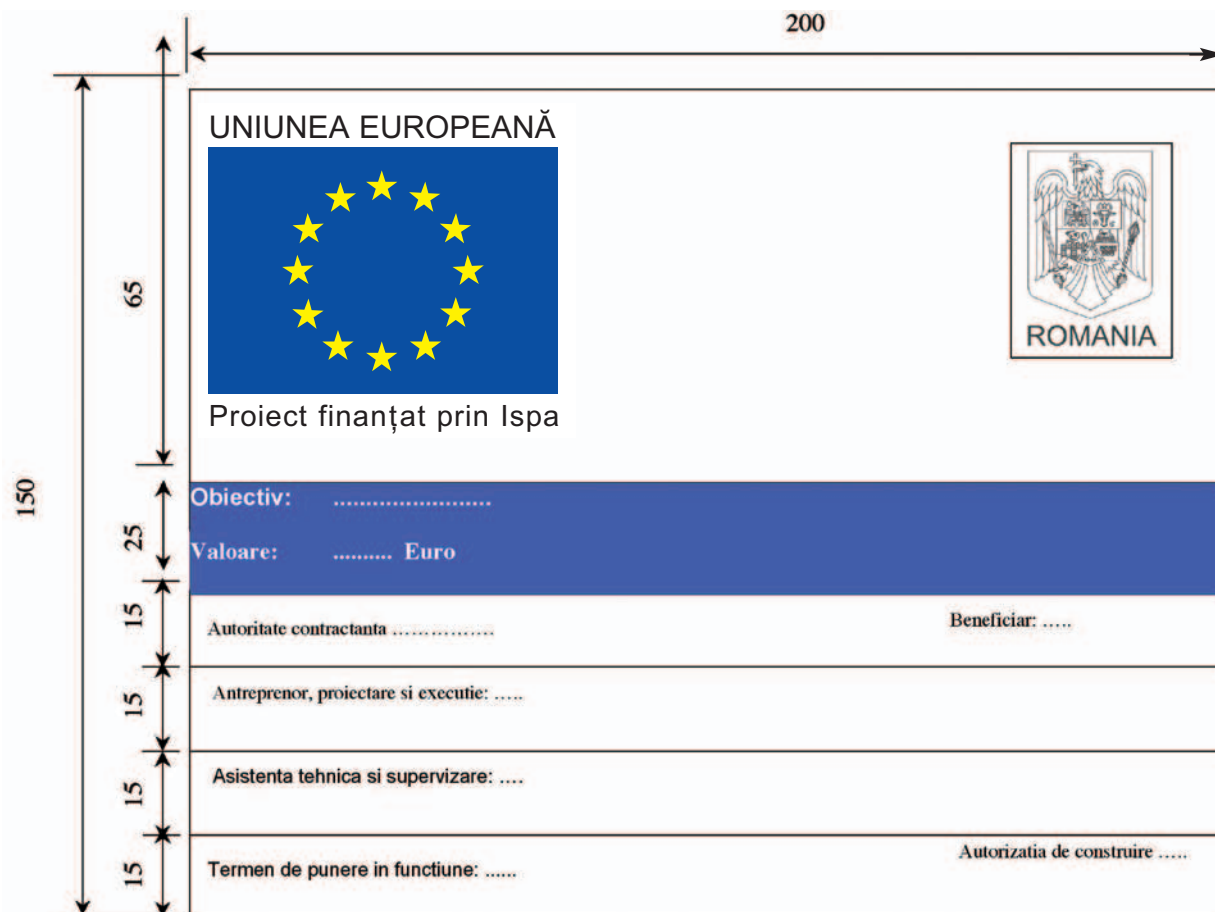 200
UNIUNEA EUROPEANĂ
ROMANIA
65
Proiect finanțat prin Ispa
150
Obiectiv: ........................
25
Valoare: .......... Euro
15
Autoritate contractanta ................
Beneficiar: .....
15
Antreprenor, proiectare si executie: .....
15
Asistenta tehnica si supervizare: ....
15
Termen de punere in functiune: ......
Autorizatia de construire .....